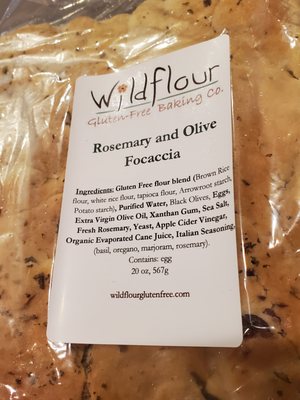 wildflour
Gluten-Free Baking Co.
Rosemary and Olive
Focaccia
Ingredients: Gluten Free flour blend (Brown Rice
flour, white rice flour, tapioca flour, Arrowroot starch,
Potato starch), Purified Water, Black Olives, Eggs,
Extra Virgin Olive Oil, Xanthan Gum, Sea Salt,
Fresh Rosemary, Yeast, Apple Cider Vinegar,
Organic Evaporated Cane Juice, Italian Seasoning,
(basil, oregano, marjoram, rosemary).
Contains: egg
20 oz, 567g
wildflourglutenfree.com